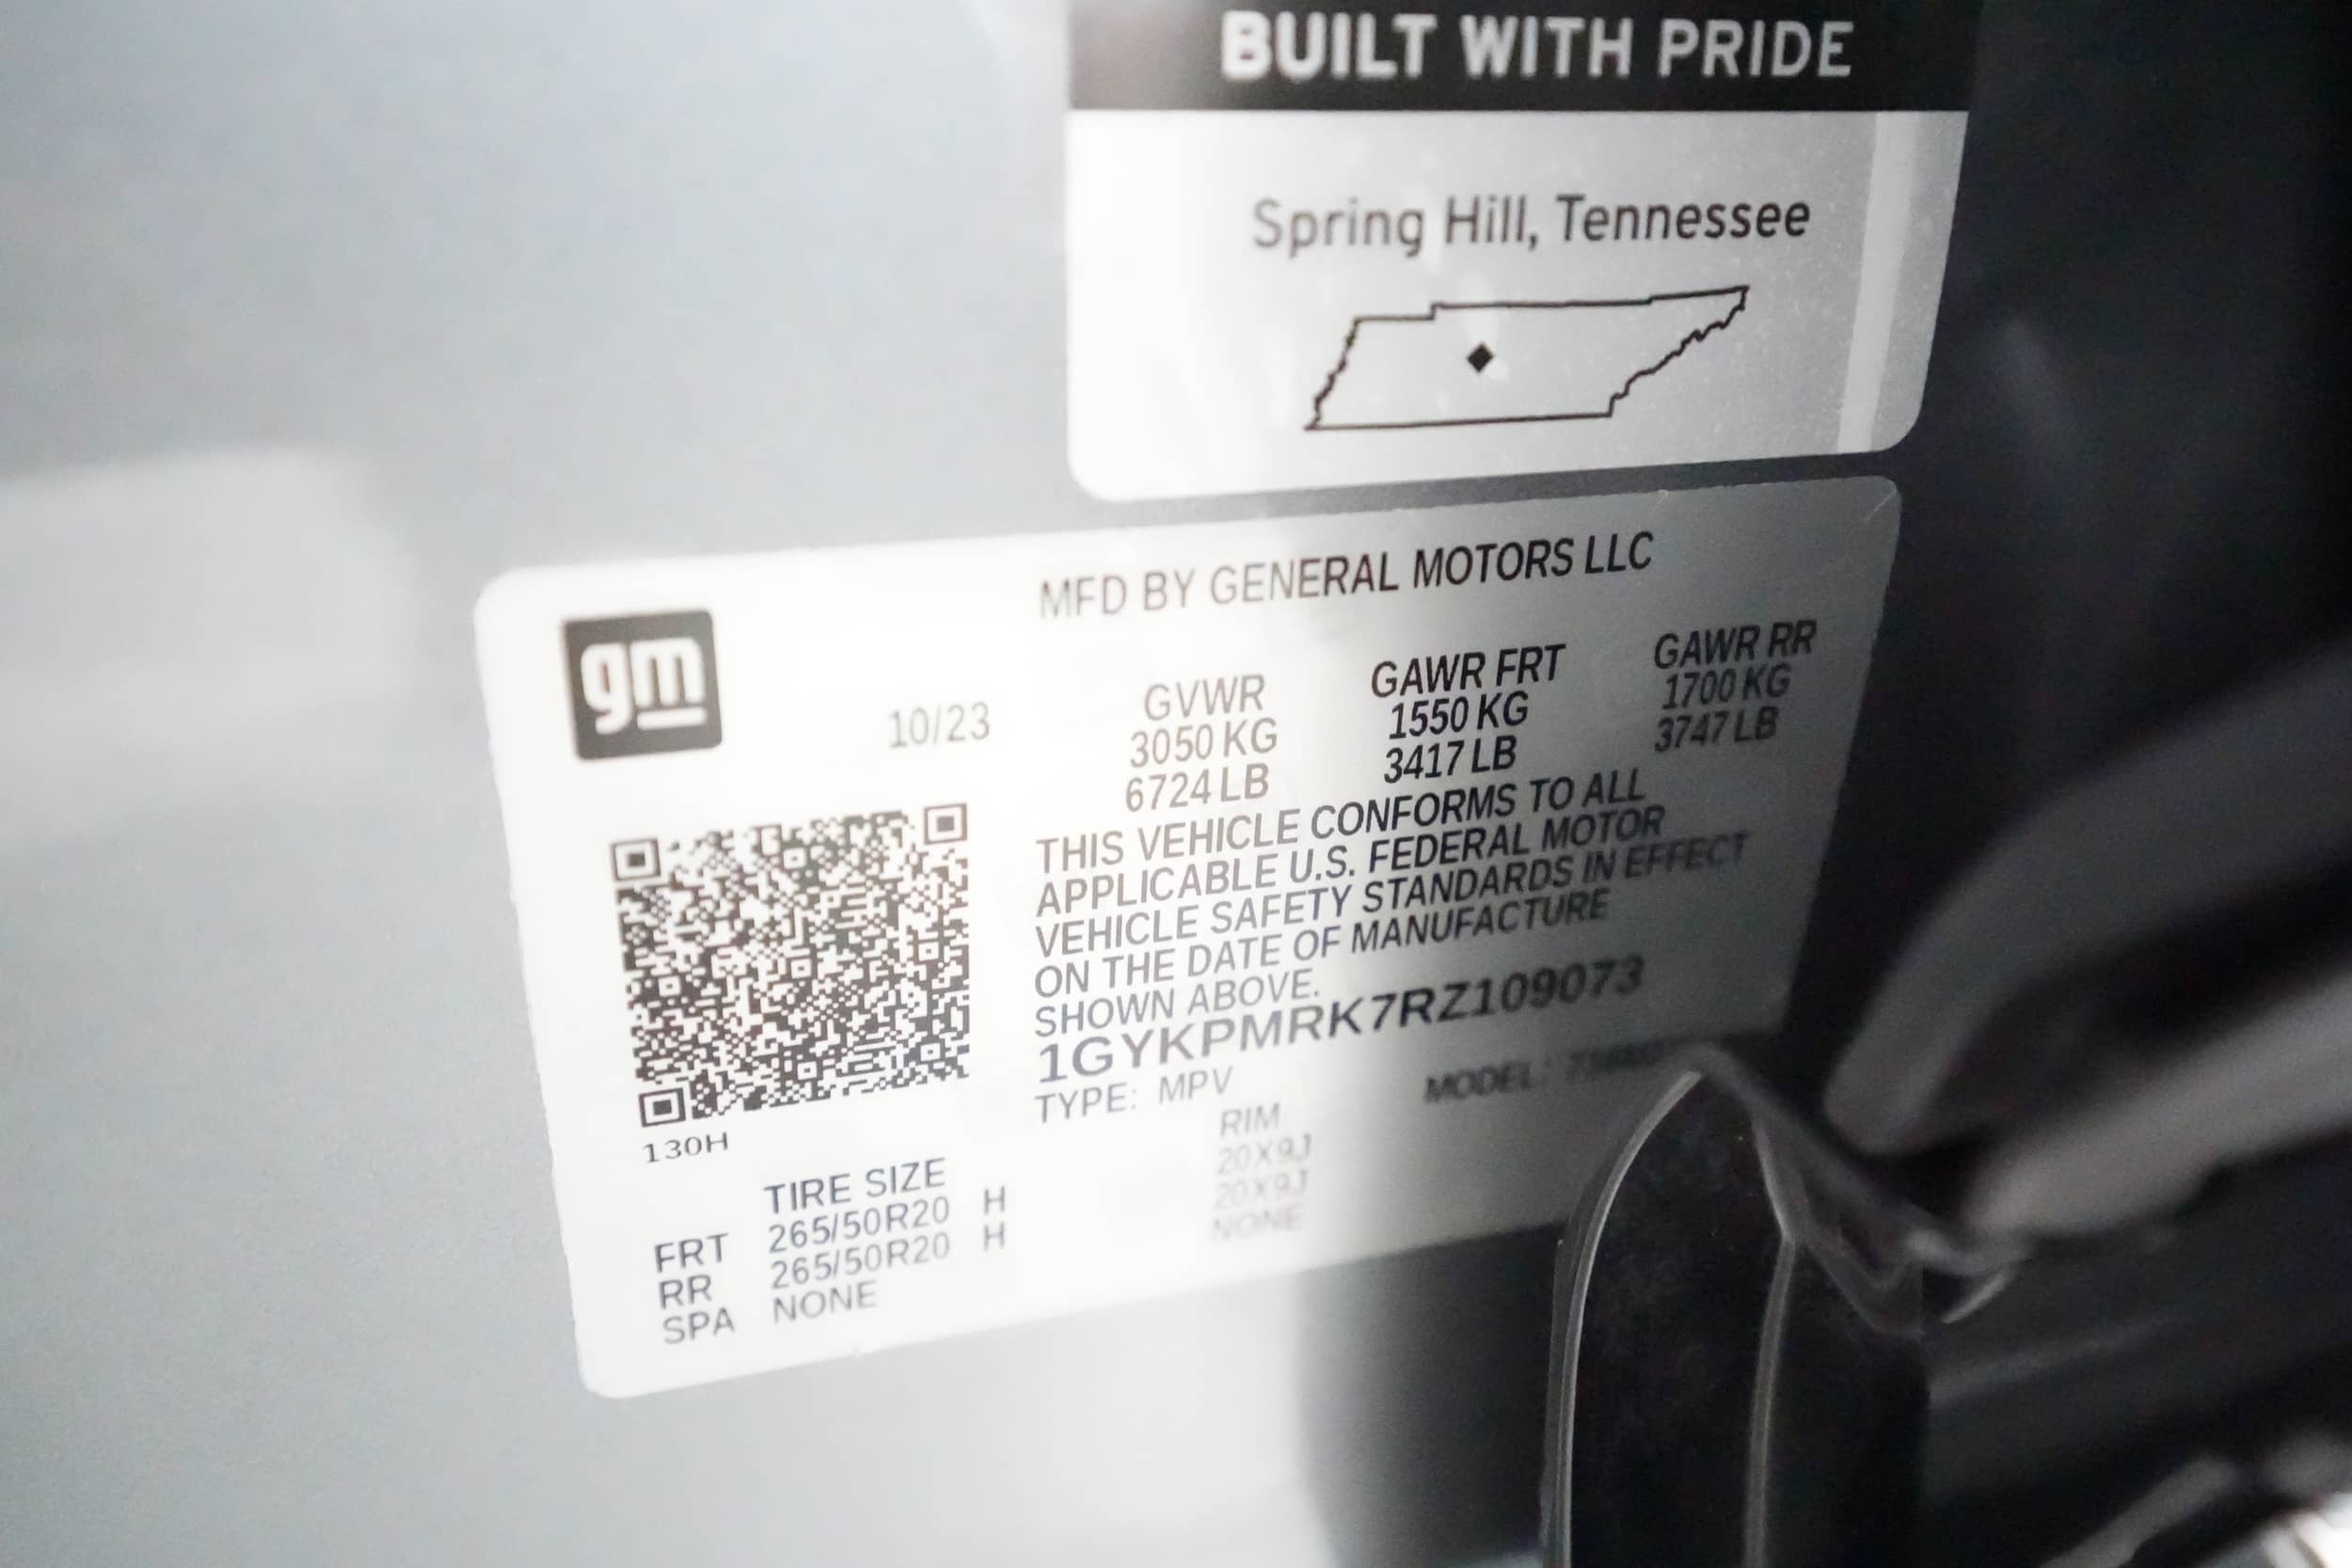 BUILT WITH PRIDE
Spring Hill, Tennessee
gm
MFD BY GENERAL MOTORS LLC
10/23
GVWR GAWR FRT GAWR RR
3050 KG 1550 KG 1700 KG
6724 LB 3417 LB 3747 LB
THIS VEHICLE CONFORMS TO ALL
APPLICABLE U.S. FEDERAL MOTOR
VEHICLE SAFETY STANDARDS IN EFFECT
ON THE DATE OF MANUFACTURE
SHOWN ABOVE.
1GYKPMRK7RZ109073
TYPE: MPV MODEL:
130H
TIRE SIZE RIM
FRT 265/50R20 H 20X9J
RR 265/50R20 H 20X9J
SPA NONE NONE